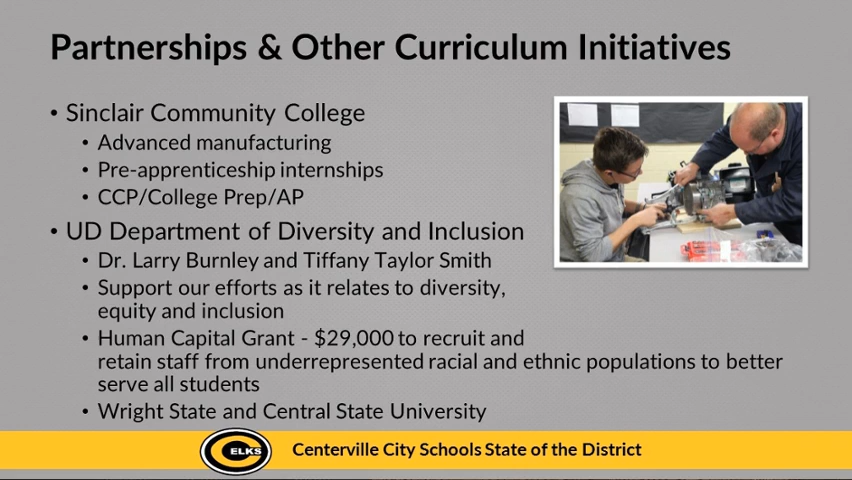 Partnerships & Other Curriculum Initiatives
• Sinclair Community College
• Advanced manufacturing
• Pre-apprenticeship internships
• CCP/College Prep/AP
• UD Department of Diversity and Inclusion
• Dr. Larry Burnley and Tiffany Taylor Smith
• Support our efforts as it relates to diversity,
equity and inclusion
• Human Capital Grant - $29,000 to recruit and
retain staff from underrepresented racial and ethnic populations to better
serve all students
• Wright State and Central State University
ELKS
Centerville City Schools State of the District